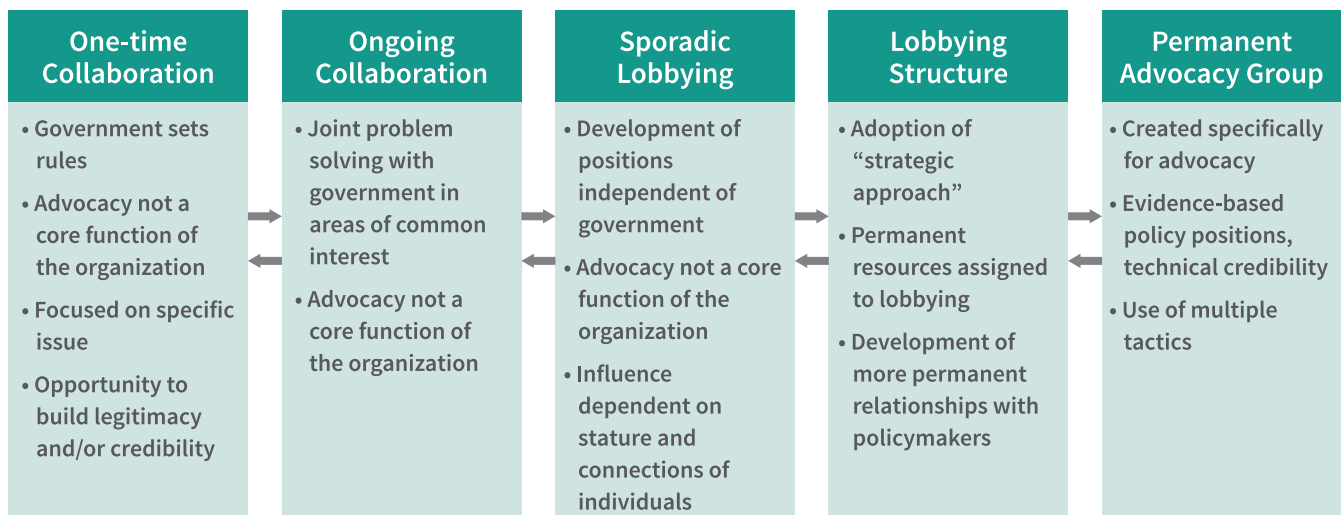 One-time
Collaboration
• Government sets
rules
• Advocacy not a
core function of
the organization
• Focused on specific
issue
• Opportunity to
build legitimacy
and/or credibility
Ongoing
Collaboration
• Joint problem
solving with
government in
areas of common
interest
• Advocacy not a
core function of
the organization
Sporadic
Lobbying
• Development of
positions
independent of
government
• Advocacy not a core
function of the
organization
• Influence
dependent on
stature and
connections of
individuals
Lobbying
Structure
• Adoption of
“strategic
approach”
• Permanent
resources assigned
to lobbying
• Development of
more permanent
relationships with
policymakers
Permanent
Advocacy Group
• Created specifically
for advocacy
• Evidence-based
policy positions,
technical credibility
• Use of multiple
tactics